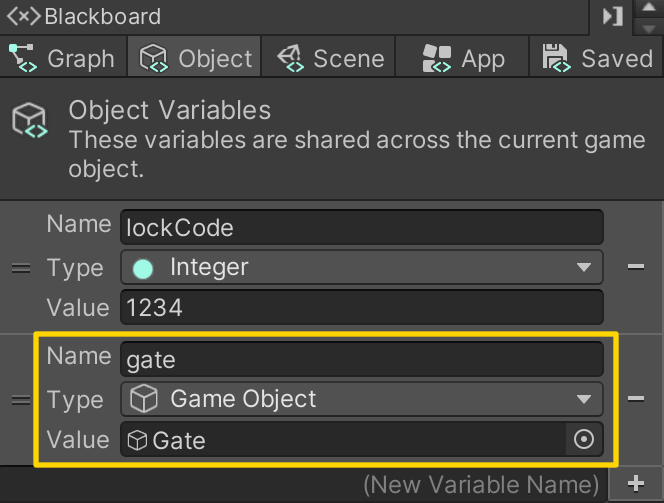 Blackboard
Graph Object Scene App Saved
Object Variables
These variables are shared across the current game
object.
Name lockCode
Type Integer
Value 1234
Name gate
Type Game Object
Value Gate
(New Variable Name)